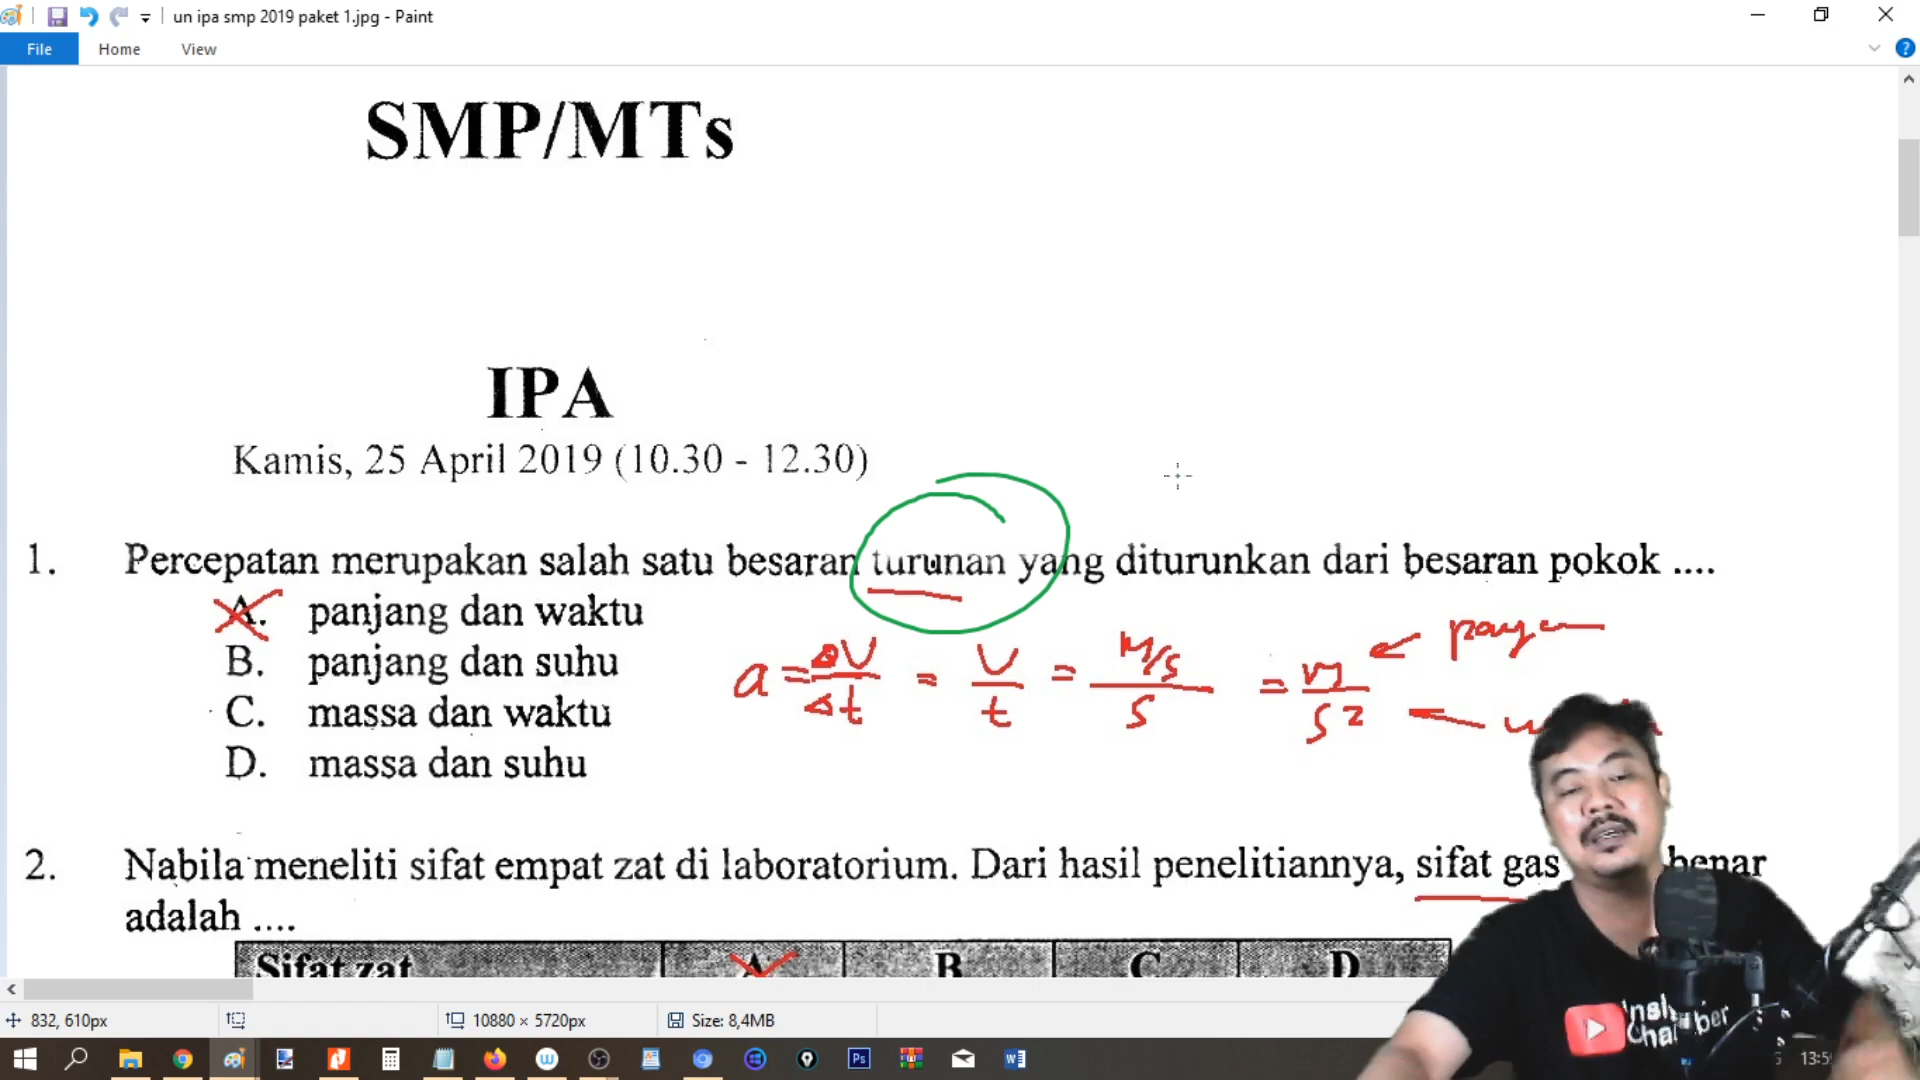 un ipa smp 2019 paket 1.jpg - Paint
File Home View
SMP/MTs
IPA
Kamis, 25 April 2019 (10.30 - 12.30)
1. Percepatan merupakan salah satu besaran turunan yang diturunkan dari besaran pokok ....
A. panjang dan waktu
B. panjang dan suhu
C. massa dan waktu
D. massa dan suhu
a = ΔV/Δt = V/t = M/s / s = m/s²
2. Nabila meneliti sifat empat zat di laboratorium. Dari hasil penelitiannya, sifat gas benar
adalah ....
Sifat zat A B C D
832, 610px 10880 × 5720px Size: 8,4MB
Ps